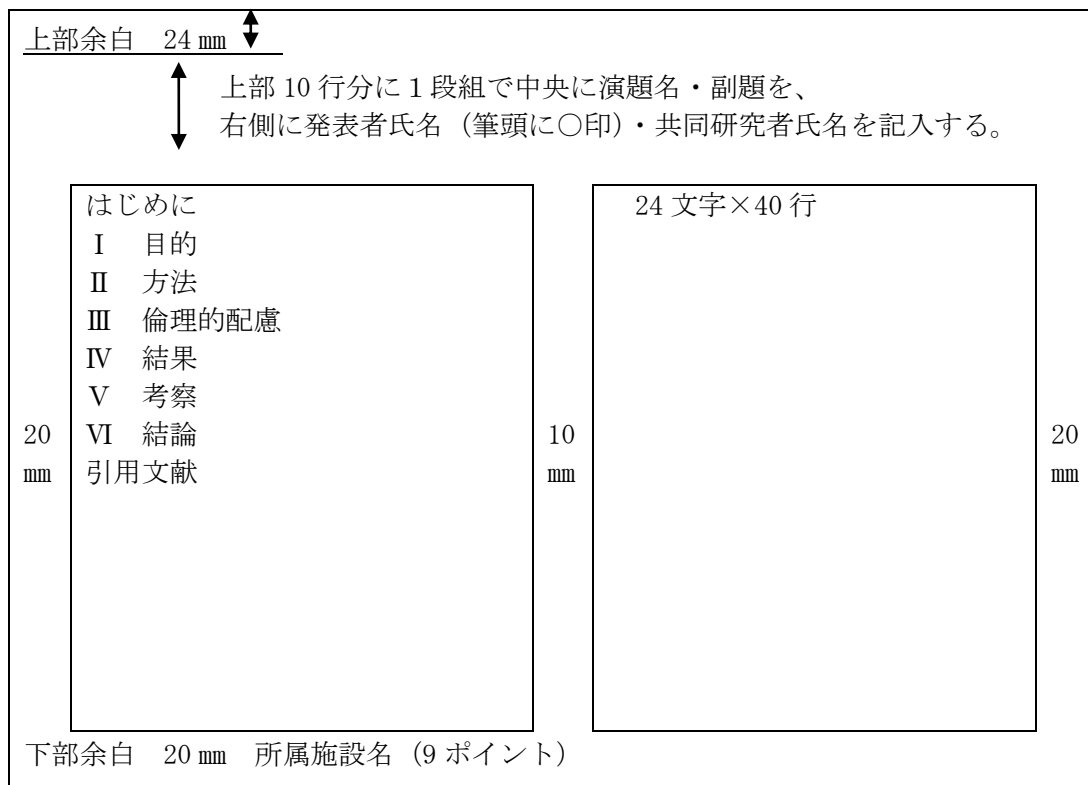 上部余白　24 ㎜
上部 10 行分に１段組で中央に演題名・副題を、
右側に発表者氏名（筆頭に○印）・共同研究者氏名を記入する。
はじめに
Ⅰ　目的
Ⅱ　方法
Ⅲ　倫理的配慮
Ⅳ　結果
Ⅴ　考察
Ⅵ　結論
引用文献
20
㎜
10
㎜
24 文字×40 行
20
㎜
下部余白　20 ㎜　所属施設名（9 ポイント）